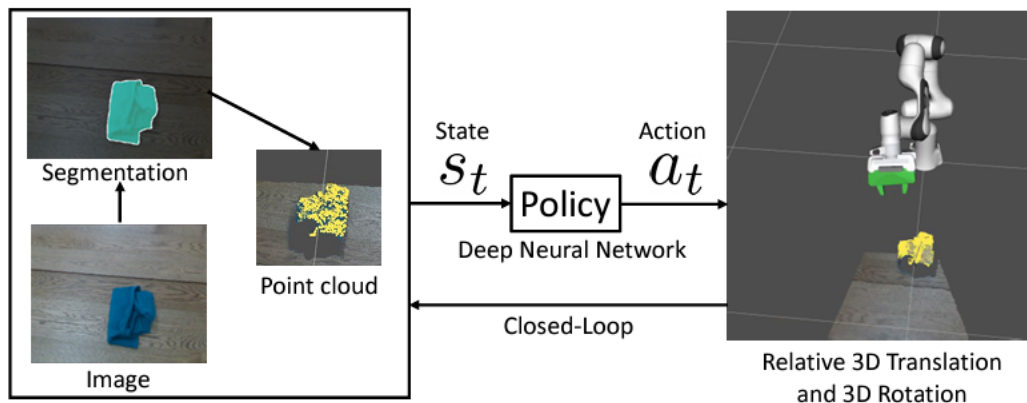 Segmentation
Image
Point cloud
State
s_t
Policy
Deep Neural Network
Action
a_t
Closed-Loop
Relative 3D Translation
and 3D Rotation